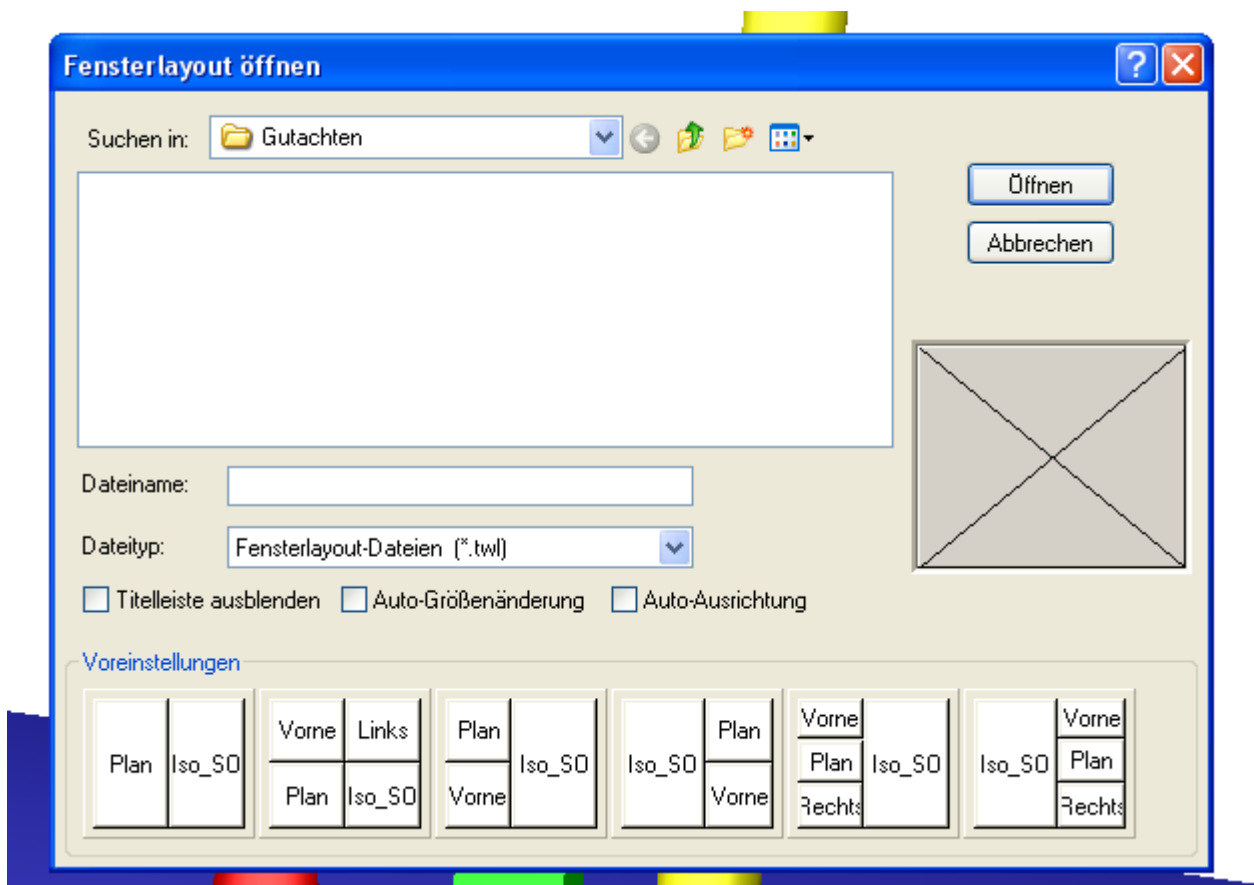 Fensterlayout öffnen
Suchen in: Gutachten
Öffnen
Abbrechen
Dateiname:
Dateityp: Fensterlayout-Dateien (*.twl)
Titelleiste ausblenden Auto-Größenänderung Auto-Ausrichtung
Voreinstellungen
Plan Iso_SO
Vorne Links
Plan Iso_SO
Plan
Vorne
Iso_SO
Iso_SO
Plan
Vorne
Vorne
Plan
Rechts
Iso_SO
Iso_SO
Vorne
Plan
Rechts